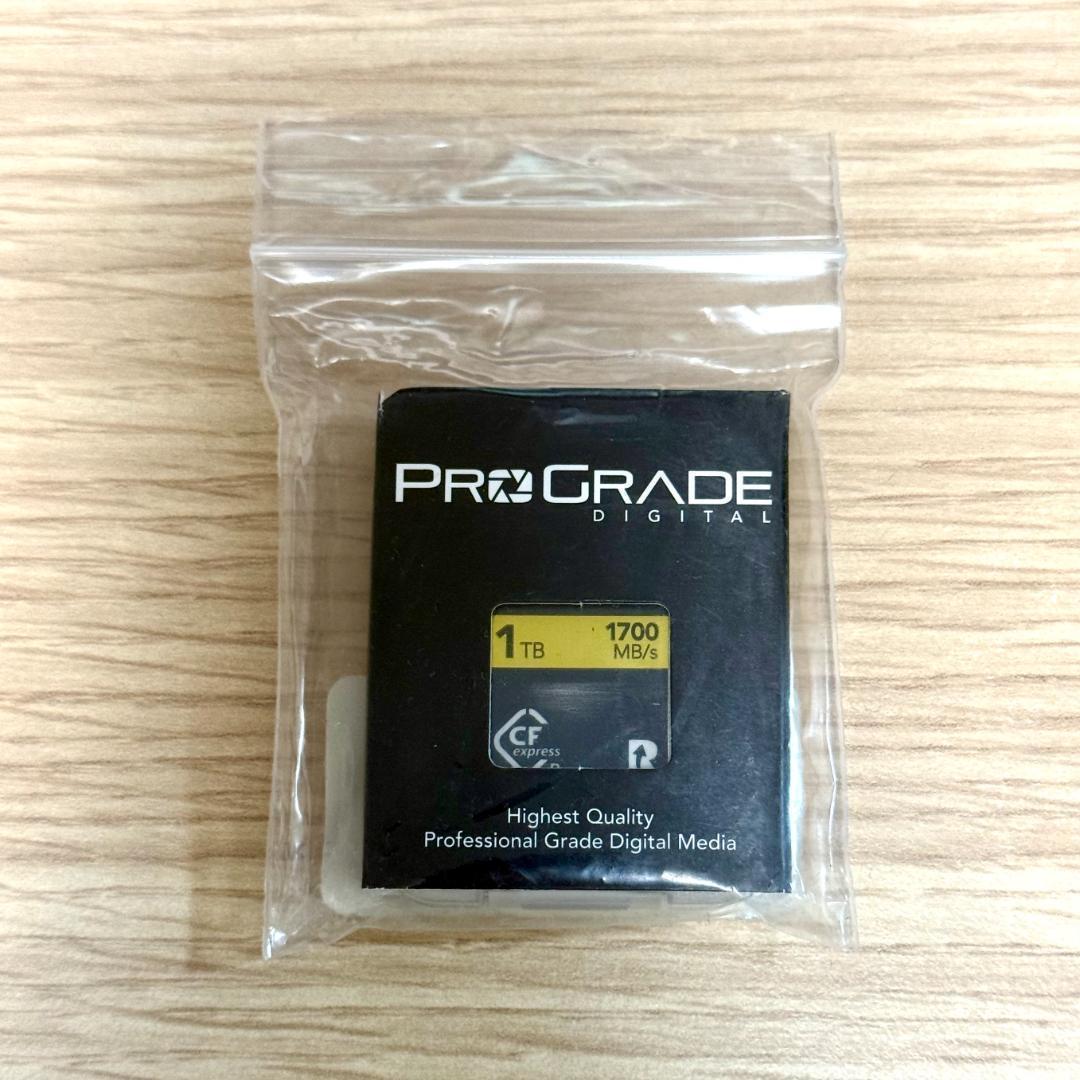 PROGRADE
DIGITAL
1TB 1700
MB/s
CF
express
Highest Quality
Professional Grade Digital Media